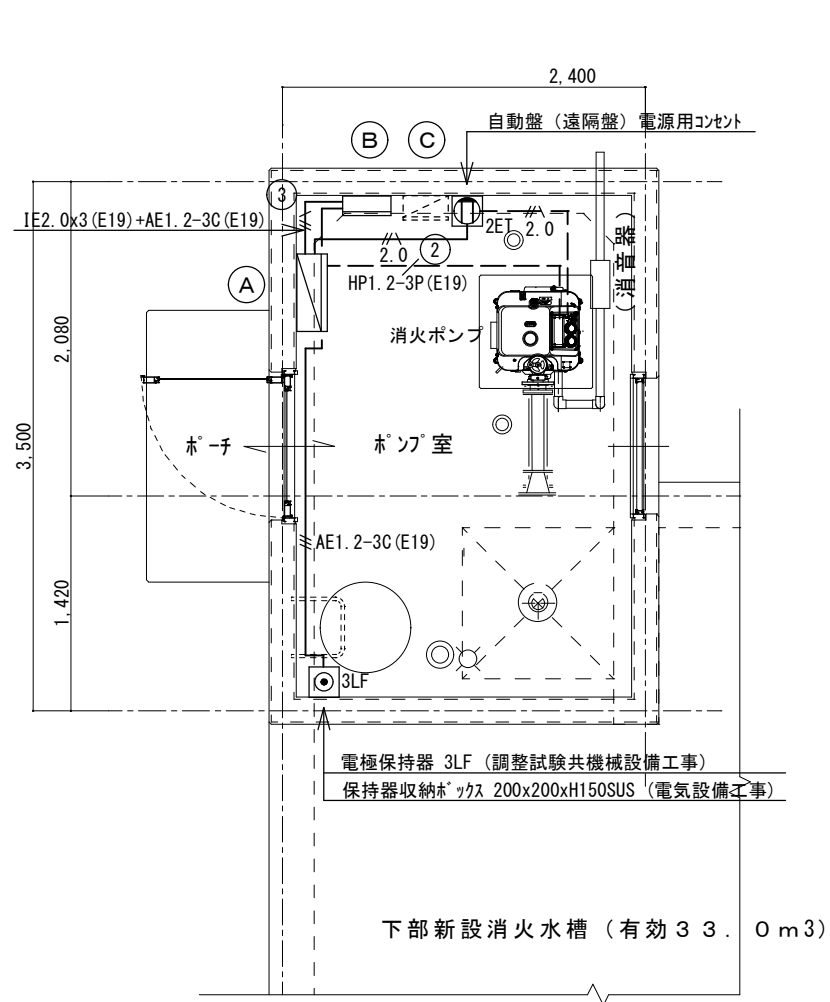 2,400
自動盤（遠隔盤）電源用ｺﾝｾﾝﾄ
B
C
3
IE2.0x3(E19)+AE1.2-3C(E19)
2ET
2.0
2.0
2
HP1.2-3P(E19)
A
（消音器）
消火ポンプ
2,080
3,500
ﾎﾟｰﾁ
ﾎﾟﾝﾌﾟ室
AE1.2-3C(E19)
1,420
3LF
電極保持器 3LF（調整試験共機械設備工事）
保持器収納ﾎﾞｯｸｽ 200x200xH150SUS（電気設備工事）
下部新設消火水槽（有効３３．０ｍ3）